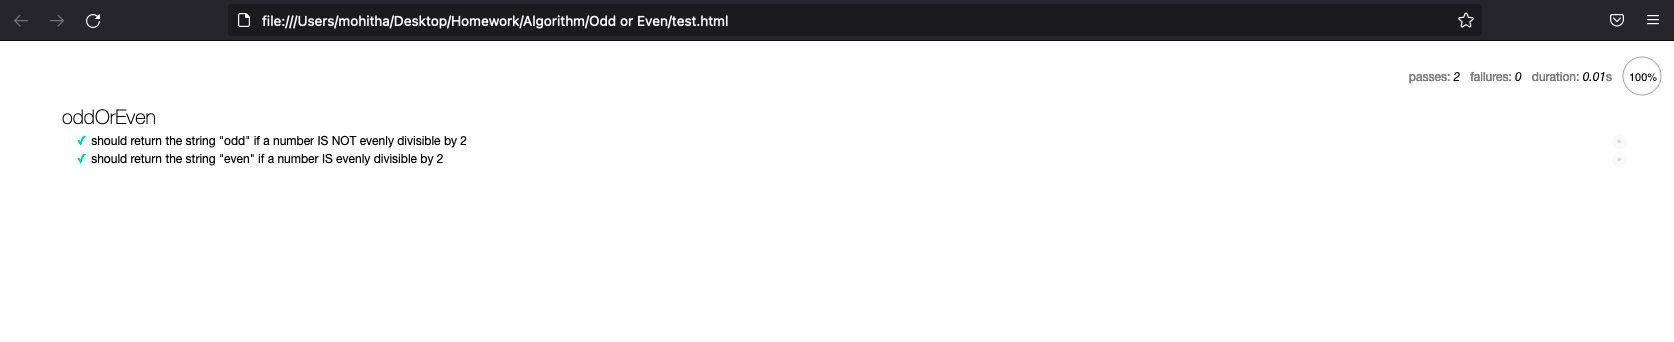 file:///Users/mohitha/Desktop/Homework/Algorithm/Odd or Even/test.html
passes: 2 failures: 0 duration: 0.01s 100%
oddOrEven
✓ should return the string "odd" if a number IS NOT evenly divisible by 2
✓ should return the string "even" if a number IS evenly divisible by 2